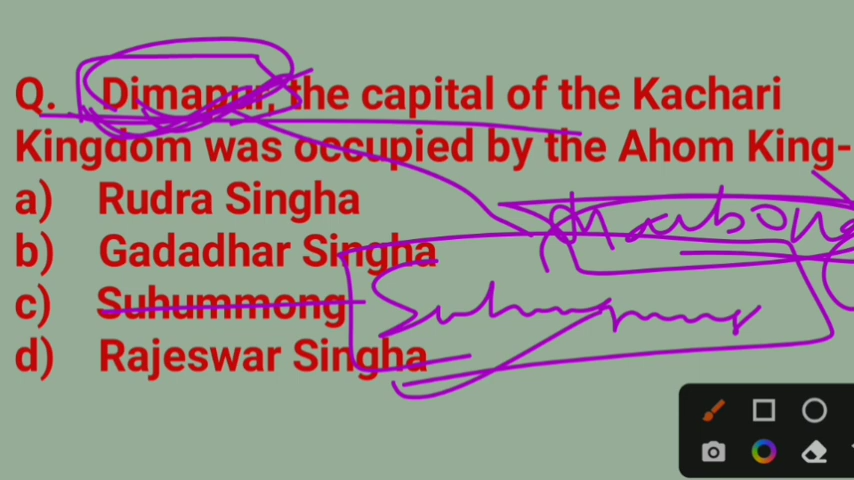 Q. Dimapur, the capital of the Kachari
Kingdom was occupied by the Ahom King-
a) Rudra Singha
b) Gadadhar Singha
c) Suhummong
d) Rajeswar Singha